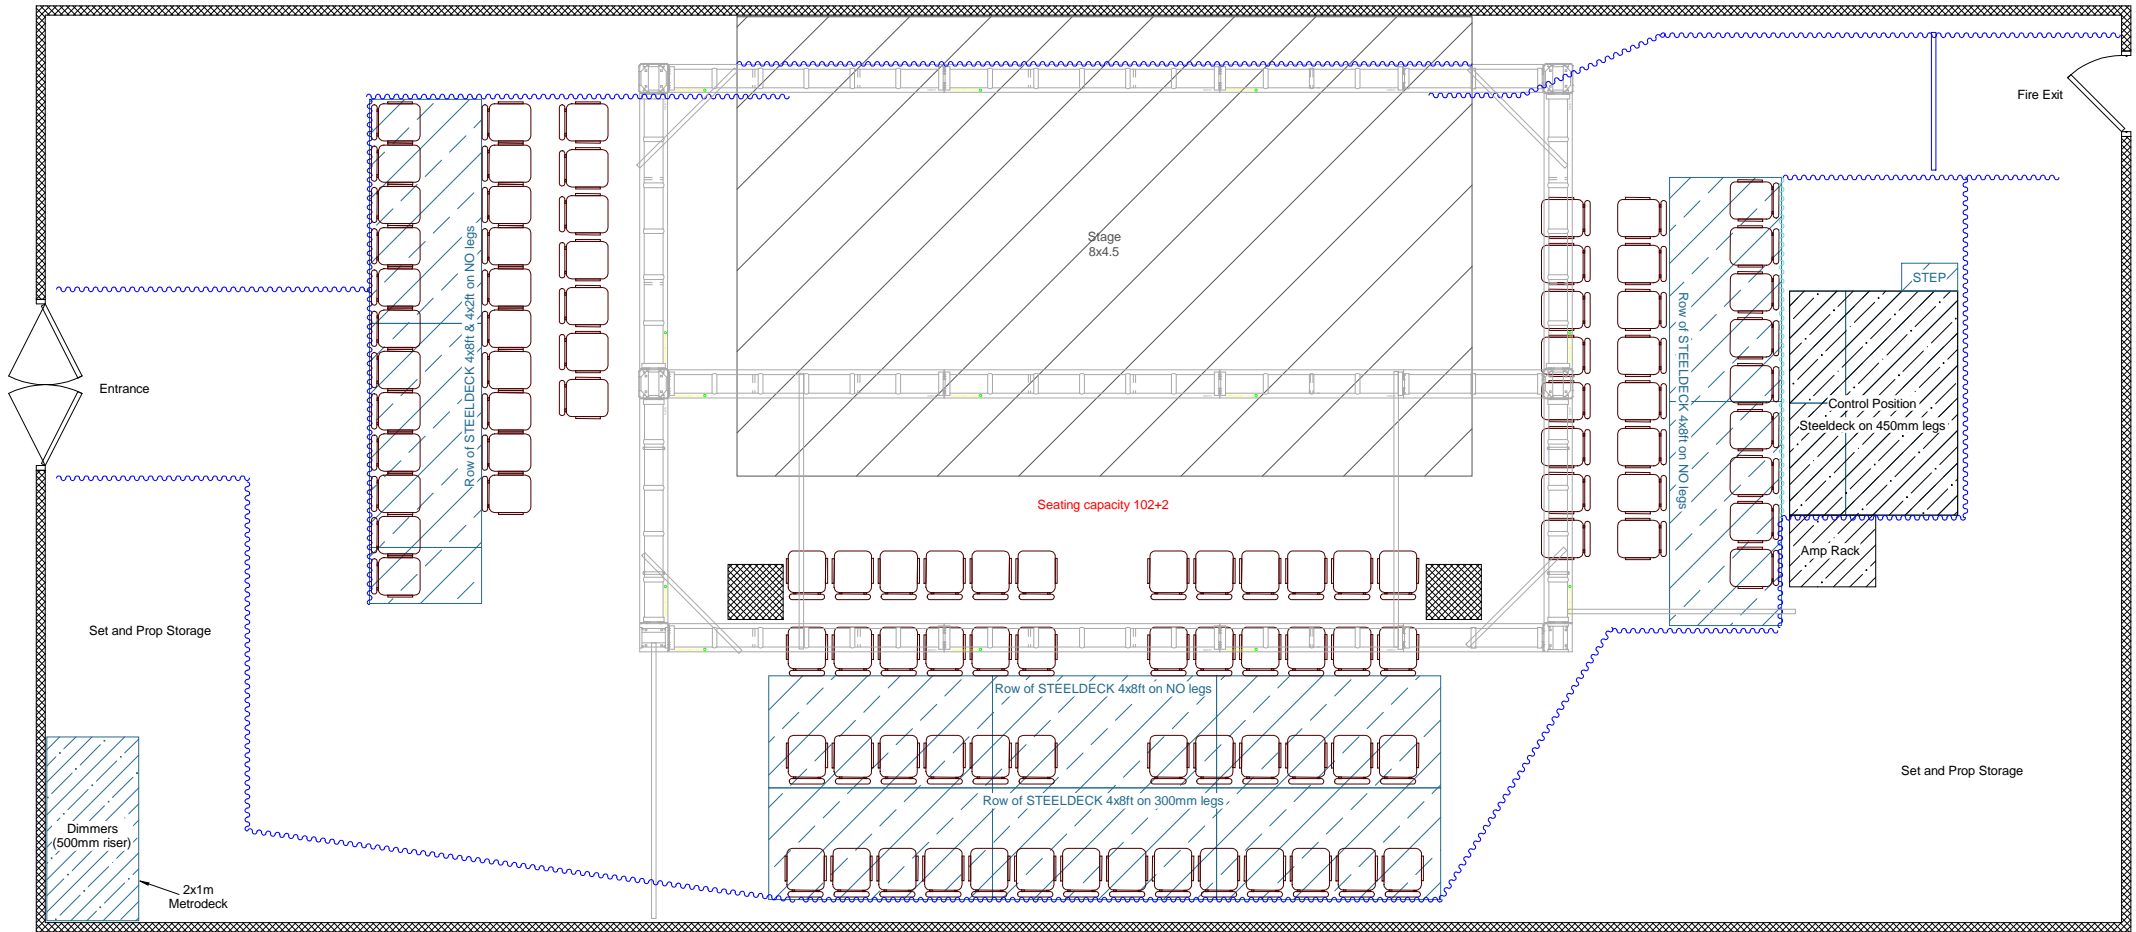 Fire Exit
Stage
8x4.5
STEP
Row of STEELDECK 4x8ft & 4x2ft on NO legs
Row of STEELDECK 4x8ft on NO legs
Entrance
Control Position
Steeldeck on 450mm legs
Seating capacity 102+2
Amp Rack
Set and Prop Storage
Row of STEELDECK 4x8ft on NO legs
Set and Prop Storage
Row of STEELDECK 4x8ft on 300mm legs
Dimmers
(500mm riser)
2x1m
Metrodeck